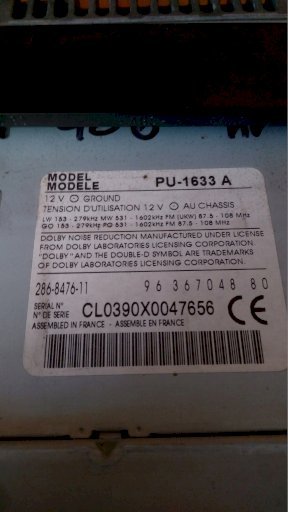 MODEL
MODELE PU-1633 A
12 V ⊖ GROUND
TENSION D'UTILISATION 12 V ⊖ AU CHASSIS
LW 153 - 279kHz MW 531 - 1602kHz FM (UKW) 87.5 - 108 MHz
GO 153 - 279kHz PO 531 - 1602kHz FM 87.5 - 108 MHz
DOLBY NOISE REDUCTION MANUFACTURED UNDER LICENSE
FROM DOLBY LABORATORIES LICENSING CORPORATION.
"DOLBY" AND THE DOUBLE-D SYMBOL ARE TRADEMARKS
OF DOLBY LABORATORIES LICENSING CORPORATION.
286-8476-11 96 367048 80
SERIAL N°
N° DE SERIE CL0390X0047656 CE
ASSEMBLED IN FRANCE - ASSEMBLE EN FRANCE